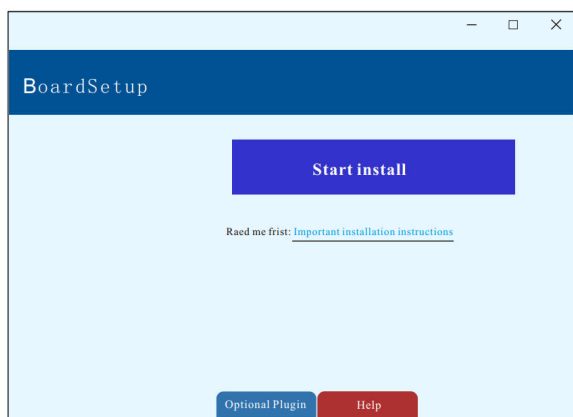 BoardSetup
Start install
Raed me frist: Important installation instructions
Optional Plugin Help